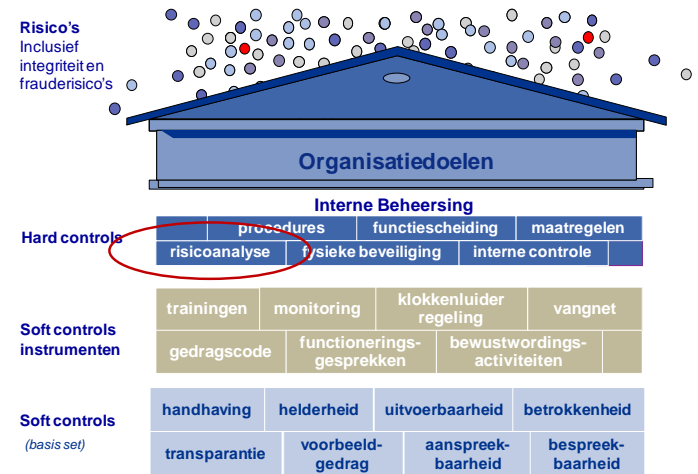 Risico's
Inclusief
integriteit en
frauderisico's
Organisatiedoelen
Interne Beheersing
Hard controls
procedures
functiescheiding
maatregelen
risicoanalyse
fysieke beveiliging
interne controle
Soft controls
instrumenten
trainingen
monitoring
klokkenluider
regeling
vangnet
gedragscode
functionerings-
gesprekken
bewustwordings-
activiteiten
Soft controls
(basis set)
handhaving
helderheid
uitvoerbaarheid
betrokkenheid
transparantie
voorbeeld-
gedrag
aanspreek-
baarheid
bespreek-
baarheid